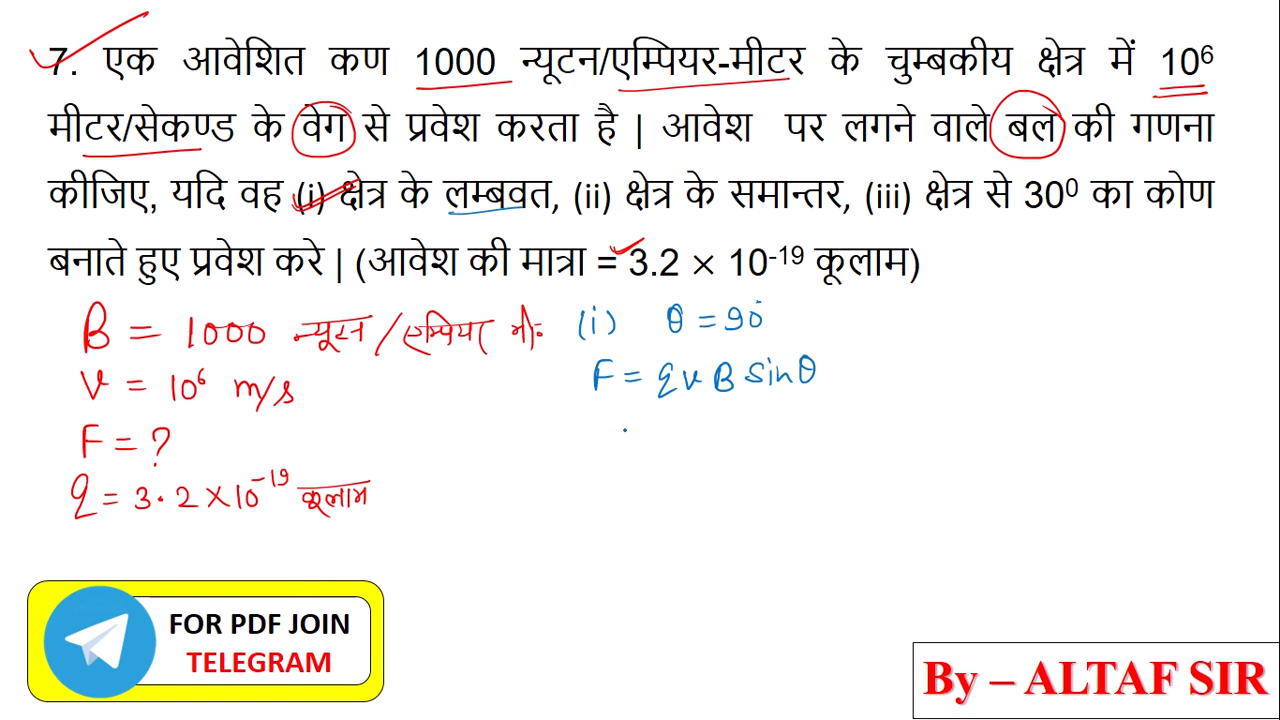 7. एक आवेशित कण 1000 न्यूटन/एम्पियर-मीटर के चुम्बकीय क्षेत्र में 10⁶
मीटर/सेकण्ड के वेग से प्रवेश करता है | आवेश पर लगने वाले बल की गणना
कीजिए, यदि वह (i) क्षेत्र के लम्बवत, (ii) क्षेत्र के समान्तर, (iii) क्षेत्र से 30⁰ का कोण
बनाते हुए प्रवेश करे | (आवेश की मात्रा = 3.2 × 10⁻¹⁹ कूलाम)
B = 1000 न्यूटन/एम्पियर मी॰
v = 10⁶ m/s
F = ?
q = 3.2 × 10⁻¹⁹ कूलाम
(i) θ = 90°
F = qvB sinθ
FOR PDF JOIN
TELEGRAM
By – ALTAF SIR